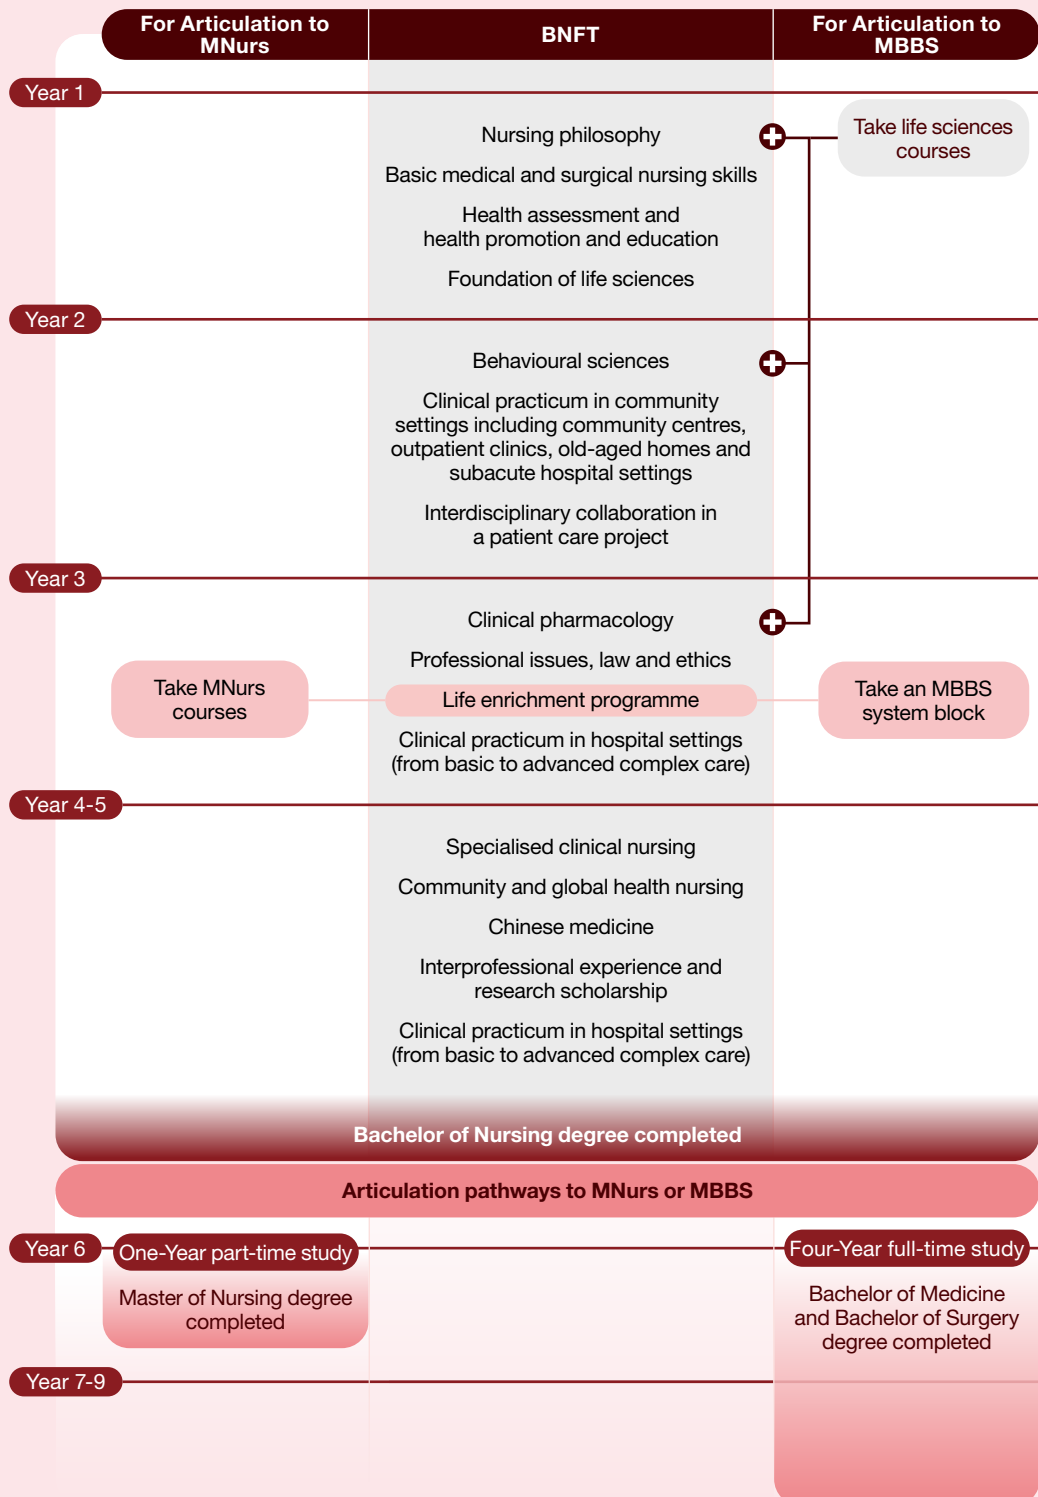 For Articulation to
MNurs
BNFT
For Articulation to
MBBS
Year 1
Nursing philosophy
Take life sciences
courses
Basic medical and surgical nursing skills
Health assessment and
health promotion and education
Foundation of life sciences
Year 2
Behavioural sciences
Clinical practicum in community
settings including community centres,
outpatient clinics, old-aged homes and
subacute hospital settings
Interdisciplinary collaboration in
a patient care project
Year 3
Clinical pharmacology
Professional issues, law and ethics
Take MNurs
courses
Life enrichment programme
Take an MBBS
system block
Clinical practicum in hospital settings
(from basic to advanced complex care)
Year 4-5
Specialised clinical nursing
Community and global health nursing
Chinese medicine
Interprofessional experience and
research scholarship
Clinical practicum in hospital settings
(from basic to advanced complex care)
Bachelor of Nursing degree completed
Articulation pathways to MNurs or MBBS
Year 6
One-Year part-time study
Four-Year full-time study
Master of Nursing degree
completed
Bachelor of Medicine
and Bachelor of Surgery
degree completed
Year 7-9